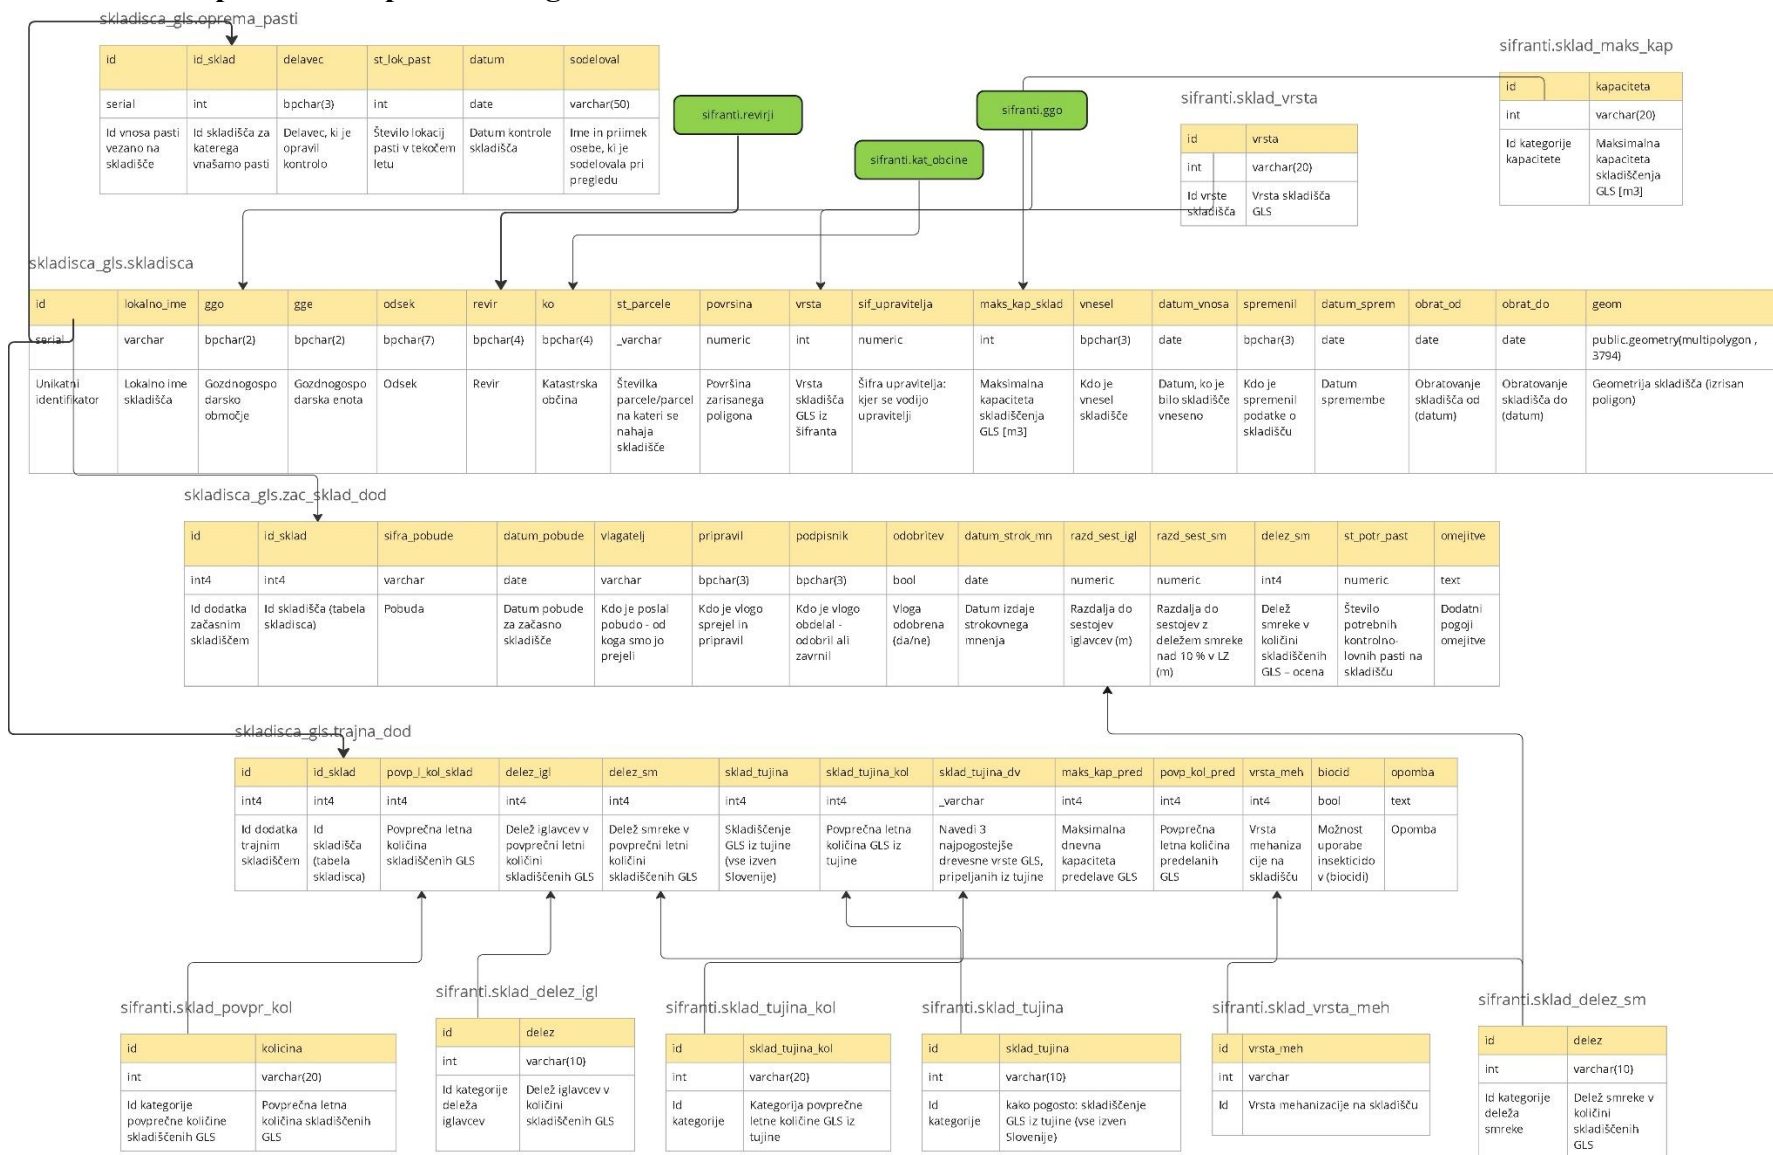 skladisca_gls.oprema_pasti
id id_sklad delavec st_lok_past datum sodeloval
serial int bpchar(3) int date varchar(50)
Id vnosa pasti vezano na skladišče
Id skladišča za katerega vnašamo pasti
Delavec, ki je opravil kontrolo
Število lokacij pasti v tekočem letu
Datum kontrole skladišča
Ime in priimek osebe, ki je sodelovala pri pregledu
sifranti.revirji
sifranti.kat_obcine
sifranti.ggo
sifranti.sklad_vrsta
id vrsta
int varchar(20)
Id vrste skladišča
Vrsta skladišča GLS
sifranti.sklad_maks_kap
id kapaciteta
int varchar(20)
Id kategorije kapacitete
Maksimalna kapaciteta skladiščenja GLS [m3]
skladisca_gls.skladisca
id lokalno_ime ggo gge odsek revir ko st_parcele povrsina vrsta sif_upravitelja maks_kap_sklad vnesel datum_vnosa spremenil datum_sprem obrat_od obrat_do geom
serial varchar bpchar(2) bpchar(2) bpchar(7) bpchar(4) bpchar(4) _varchar numeric int numeric int bpchar(3) date bpchar(3) date date date public.geometry(multipolygon , 3794)
Unikatni identifikator
Lokalno ime skladišča
Gozdnogospo darsko območje
Gozdnogospo darska enota
Odsek
Revir
Katastrska občina
Številka parcele/parcel na kateri se nahaja skladišče
Površina zarisanega poligona
Vrsta skladišča GLS iz šifranta
Šifra upravitelja: kjer se vodijo upravitelji
Maksimalna kapaciteta skladiščenja GLS [m3]
Kdo je vnesel skladišče
Datum, ko je bilo skladišče vneseno
Kdo je spremenil podatke o skladišču
Datum spremembe
Obratovanje skladišča od (datum)
Obratovanje skladišča do (datum)
Geometrija skladišča (izrisan poligon)
skladisca_gls.zac_sklad_dod
id id_sklad sifra_pobude datum_pobude vlagatelj pripravil podpisnik odobritev datum_strok_mn razd_sest_igl razd_sest_sm delez_sm st_potr_past omejitve
int4 int4 varchar date varchar bpchar(3) bpchar(3) bool date numeric numeric int4 numeric text
Id dodatka začasnim skladiščem
Id skladišča (tabela skladisca)
Pobuda
Datum pobude za začasno skladišče
Kdo je poslal pobudo - od koga smo jo prejeli
Kdo je vlogo sprejel in pripravil
Kdo je vlogo obdelal - odobril ali zavrnil
Vloga odobrena (da/ne)
Datum izdaje strokovnega mnenja
Razdalja do sestojev iglavcev (m)
Razdalja do sestojev z deležem smreke nad 10 % v LZ (m)
Delež smreke v količini skladiščenih GLS – ocena
Število potrebnih kontrolno-lovnih pasti na skladišču
Dodatni pogoji omejitve
skladisca_gls.trajna_dod
id id_sklad povp_l_kol_sklad delez_igl delez_sm sklad_tujina sklad_tujina_kol sklad_tujina_dv maks_kap_pred povp_kol_pred vrsta_meh biocid opomba
int4 int4 int4 int4 int4 int4 int4 _varchar int4 int4 int4 bool text
Id dodatka trajnim skladiščem
Id skladišča (tabela skladisca)
Povprečna letna količina skladiščenih GLS
Delež iglavcev v povprečni letni količini skladiščenih GLS
Delež smreke v povprečni letni količini skladiščenih GLS
Skladiščenje GLS iz tujine (vse izven Slovenije)
Povprečna letna količina GLS iz tujine
Navedi 3 najpogostejše drevesne vrste GLS, pripeljanih iz tujine
Maksimalna dnevna kapaciteta predelave GLS
Povprečna letna količina predelanih GLS
Vrsta mehaniza cije na skladišču
Možnost uporabe insekticido v (biocidi)
Opomba
sifranti.sklad_povpr_kol
id kolicina
int varchar(20)
Id kategorije povprečne količine skladiščenih GLS
Povprečna letna količina skladiščenih GLS
sifranti.sklad_delez_igl
id delez
int varchar(10)
Id kategorije deleža iglavcev
Delež iglavcev v količini skladiščenih GLS
sifranti.sklad_tujina_kol
id sklad_tujina_kol
int varchar(20)
Id kategorije
Kategorija povprečne letne količine GLS iz tujine
sifranti.sklad_tujina
id sklad_tujina
int varchar(10)
Id kategorije
kako pogosto: skladiščenje GLS iz tujine (vse izven Slovenije)
sifranti.sklad_vrsta_meh
id vrsta_meh
int varchar
Id Vrsta mehanizacije na skladišču
sifranti.sklad_delez_sm
id delez
int varchar(10)
Id kategorije deleža smreke
Delež smreke v količini skladiščenih GLS